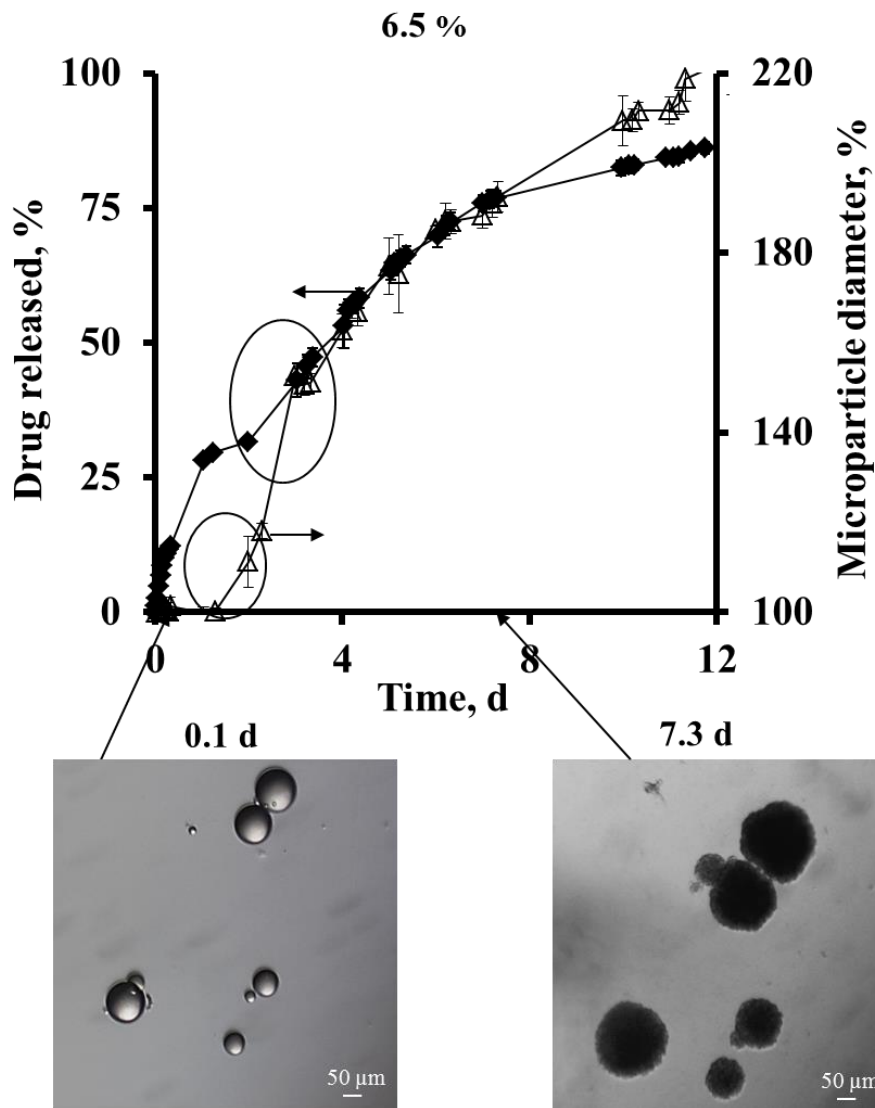 6.5 %
100
75
50
25
0
Drug released, %
220
180
140
100
Microparticle diameter, %
0
4
8
12
Time, d
0.1 d
7.3 d
50 µm
50 µm